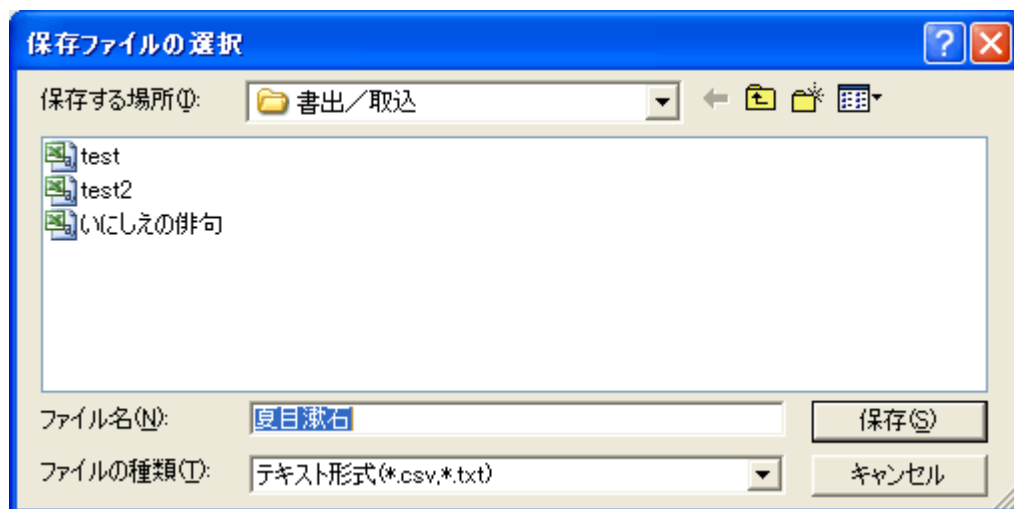 保存ファイルの選択
保存する場所(I): 書出／取込
test
test2
いにしえの俳句
ファイル名(N): 夏目漱石 保存(S)
ファイルの種類(T): テキスト形式(*.csv,*.txt) キャンセル